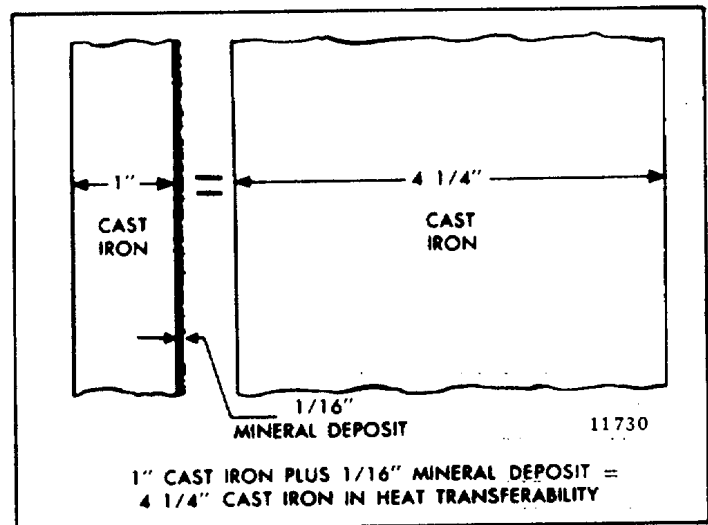 1"
CAST
IRON
=
4 1/4"
CAST
IRON
1/16"
MINERAL DEPOSIT
11730
1" CAST IRON PLUS 1/16" MINERAL DEPOSIT =
4 1/4" CAST IRON IN HEAT TRANSFERABILITY